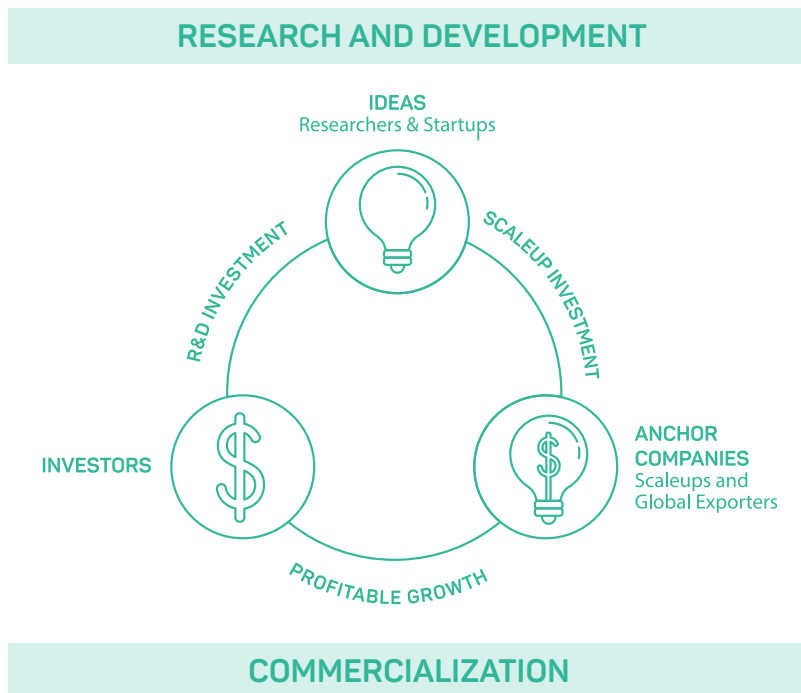 RESEARCH AND DEVELOPMENT
IDEAS
Researchers & Startups
R&D INVESTMENT
SCALEUP INVESTMENT
INVESTORS
ANCHOR
COMPANIES
Scaleups and
Global Exporters
PROFITABLE GROWTH
COMMERCIALIZATION